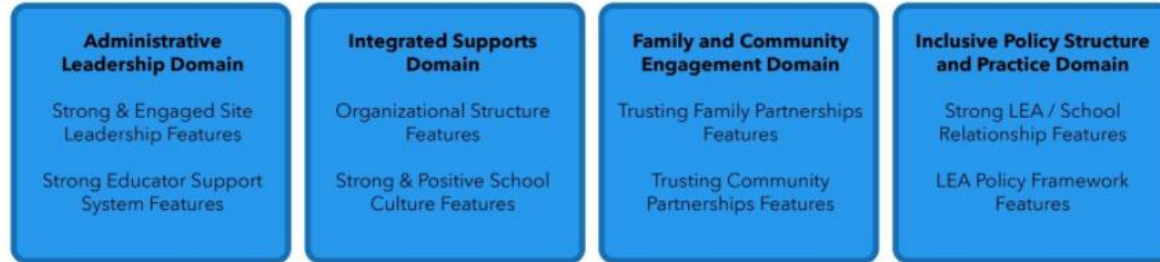 Administrative
Leadership Domain
Strong & Engaged Site
Leadership Features
Strong Educator Support
System Features
Integrated Supports
Domain
Organizational Structure
Features
Strong & Positive School
Culture Features
Family and Community
Engagement Domain
Trusting Family Partnerships
Features
Trusting Community
Partnerships Features
Inclusive Policy Structure
and Practice Domain
Strong LEA / School
Relationship Features
LEA Policy Framework
Features